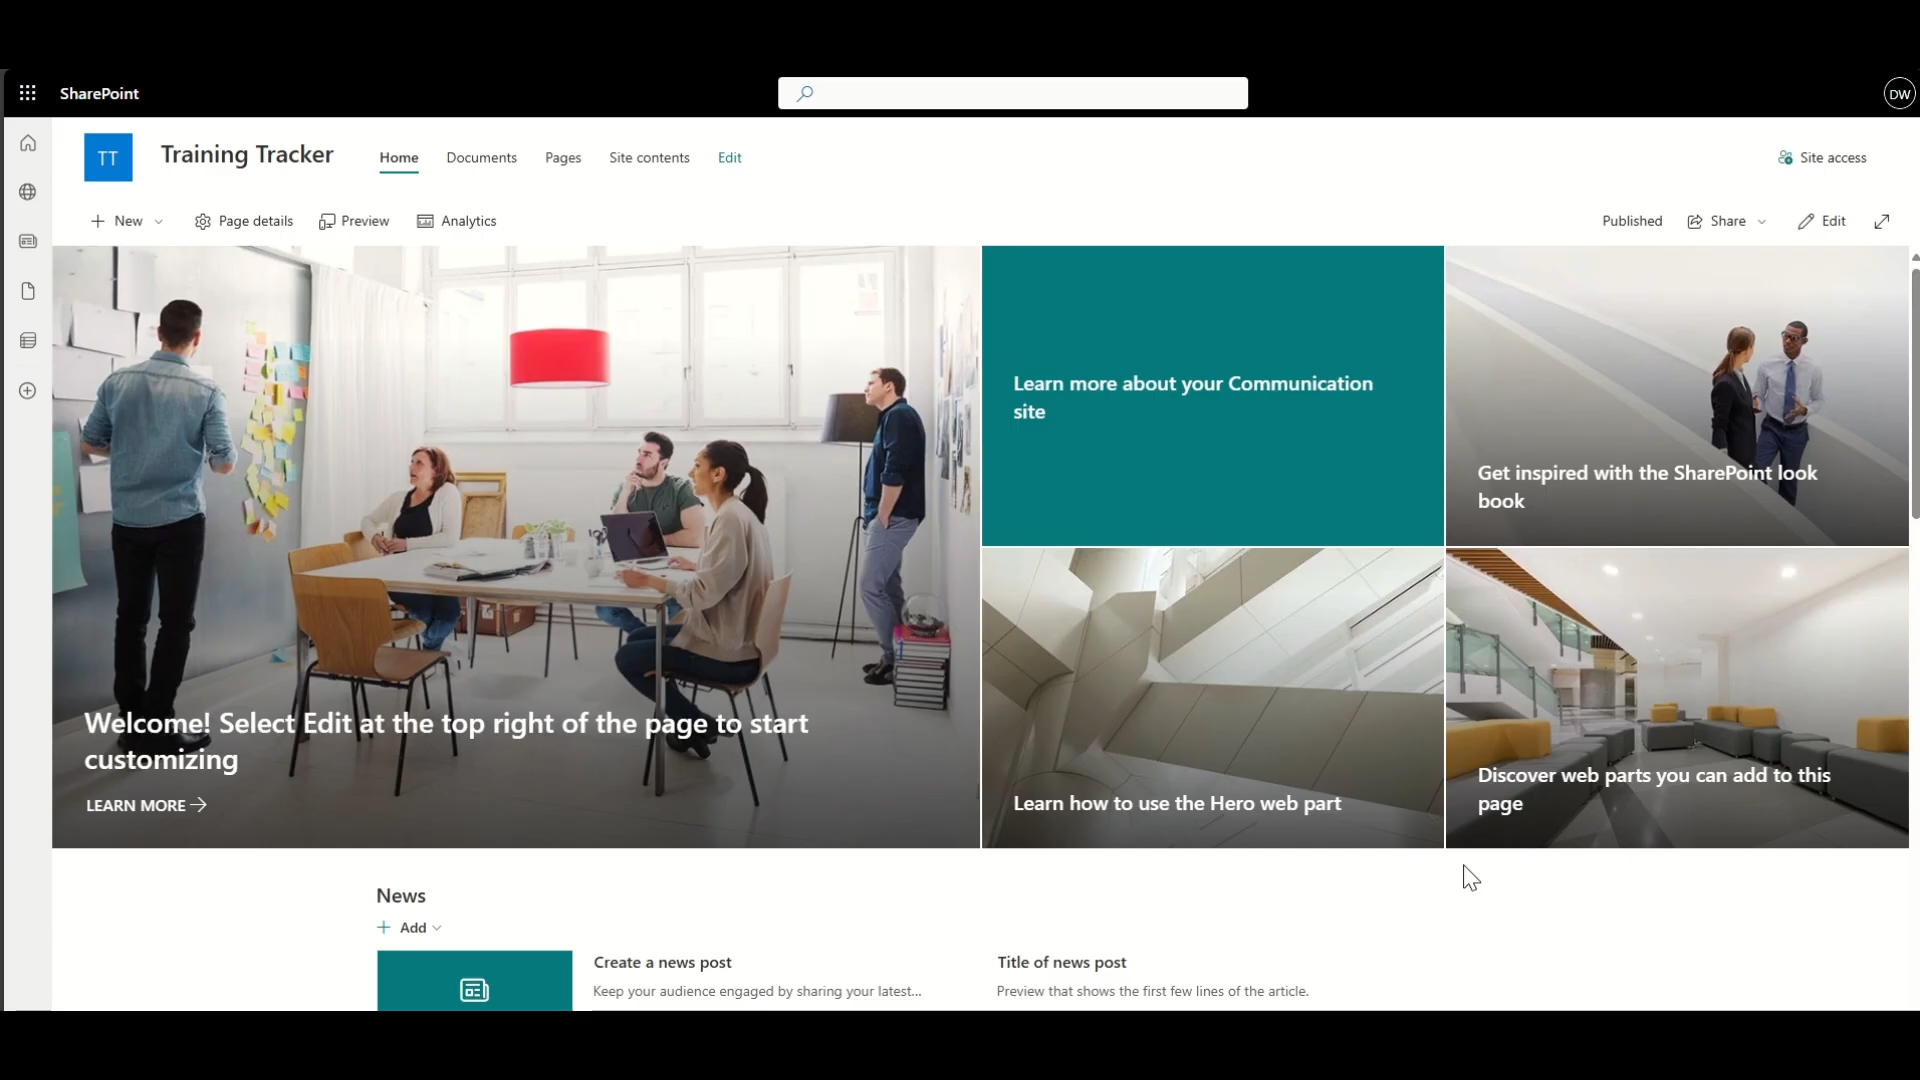 SharePoint
DW
TT
Training Tracker
Home
Documents
Pages
Site contents
Edit
Site access
New
Page details
Preview
Analytics
Published
Share
Edit
Welcome! Select Edit at the top right of the page to start
customizing
LEARN MORE
Learn more about your Communication
site
Get inspired with the SharePoint look
book
Learn how to use the Hero web part
Discover web parts you can add to this
page
News
Add
Create a news post
Keep your audience engaged by sharing your latest...
Title of news post
Preview that shows the first few lines of the article.